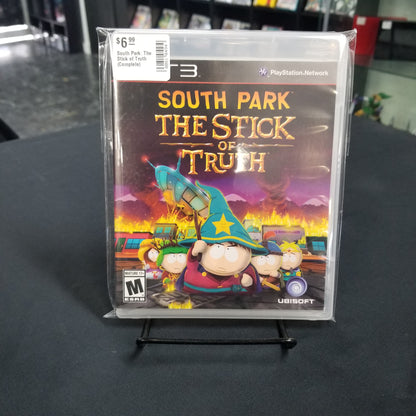 $6.99
South Park The
Stick of Truth
(Complete)
PS3
PlayStation Network
SOUTH PARK
THE STICK
OF
TRUTH
MATURE 17+
M
ESRB
UBISOFT